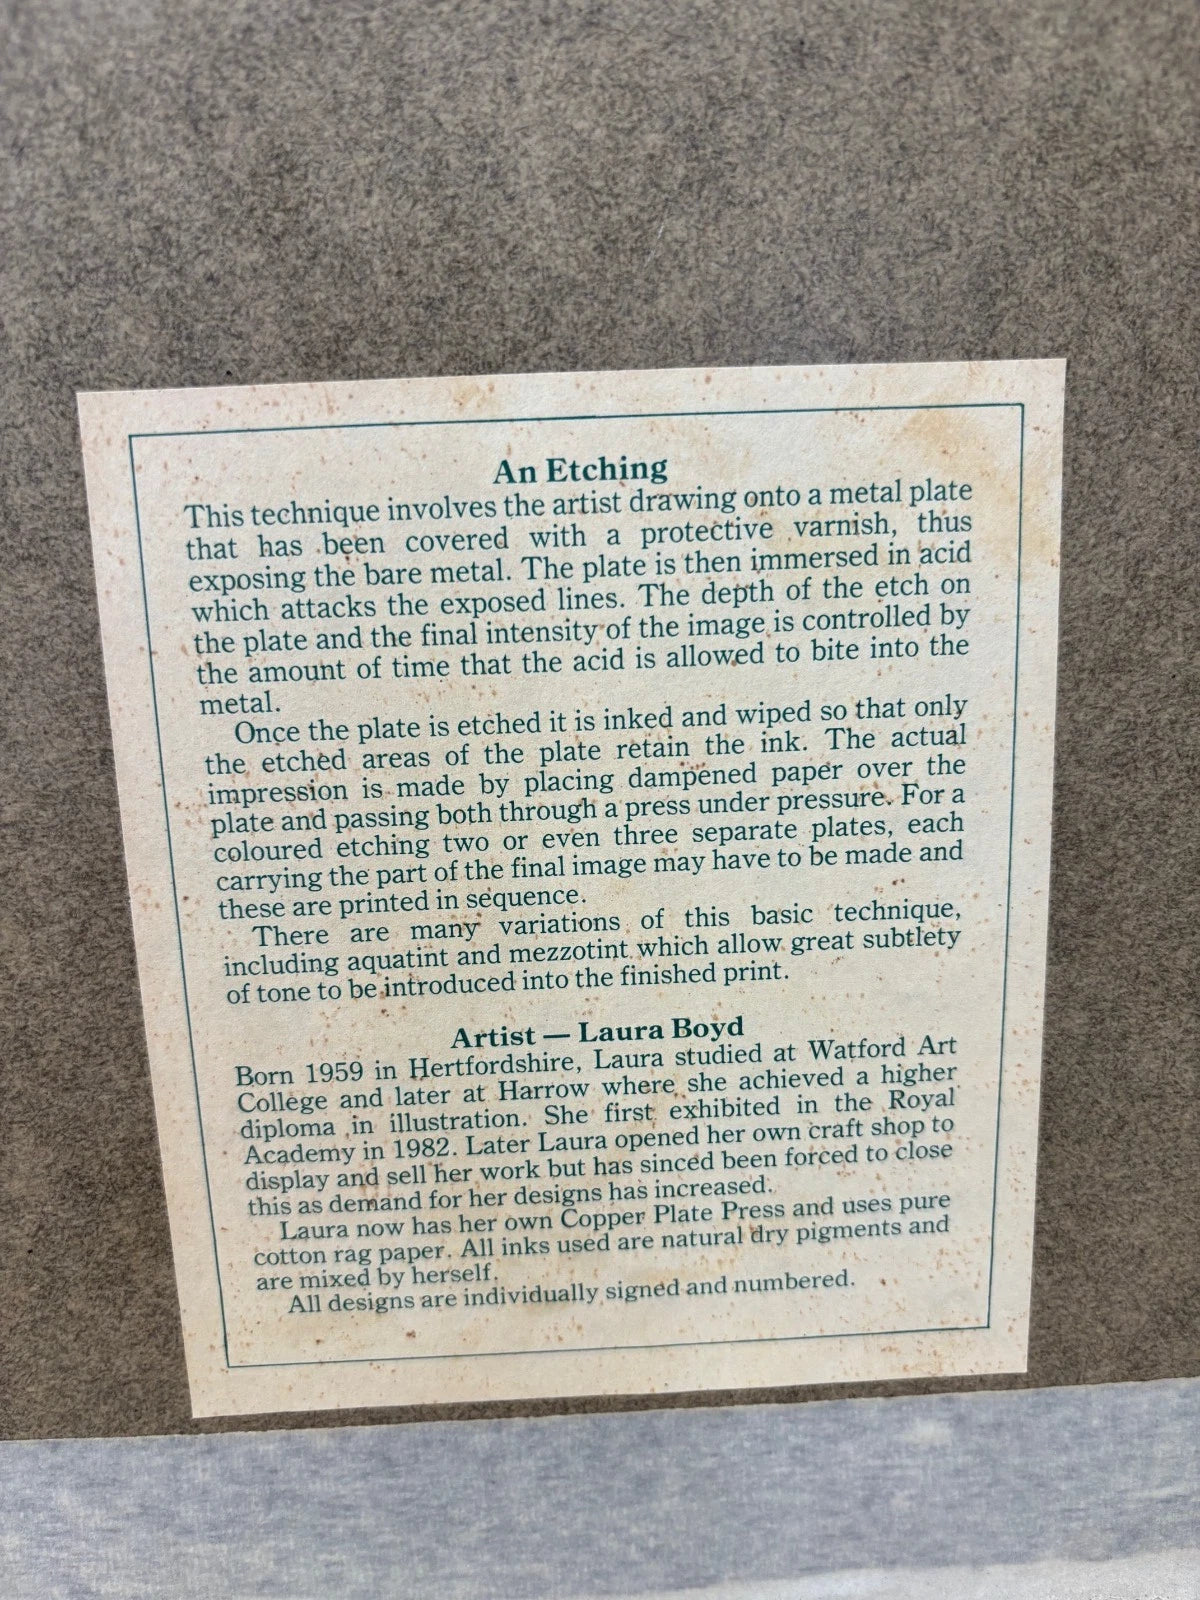 An Etching
This technique involves the artist drawing onto a metal plate
that has been covered with a protective varnish, thus
exposing the bare metal. The plate is then immersed in acid
which attacks the exposed lines. The depth of the etch on
the plate and the final intensity of the image is controlled by
the amount of time that the acid is allowed to bite into the
metal.
Once the plate is etched it is inked and wiped so that only
the etched areas of the plate retain the ink. The actual
impression is made by placing dampened paper over the
plate and passing both through a press under pressure. For a
coloured etching two or even three separate plates, each
carrying the part of the final image may have to be made and
these are printed in sequence.
There are many variations of this basic technique,
including aquatint and mezzotint which allow great subtlety
of tone to be introduced into the finished print.
Artist — Laura Boyd
Born 1959 in Hertfordshire, Laura studied at Watford Art
College and later at Harrow where she achieved a higher
diploma in illustration. She first exhibited in the Royal
Academy in 1982. Later Laura opened her own craft shop to
display and sell her work but has sinced been forced to close
this as demand for her designs has increased.
Laura now has her own Copper Plate Press and uses pure
cotton rag paper. All inks used are natural dry pigments and
are mixed by herself.
All designs are individually signed and numbered.